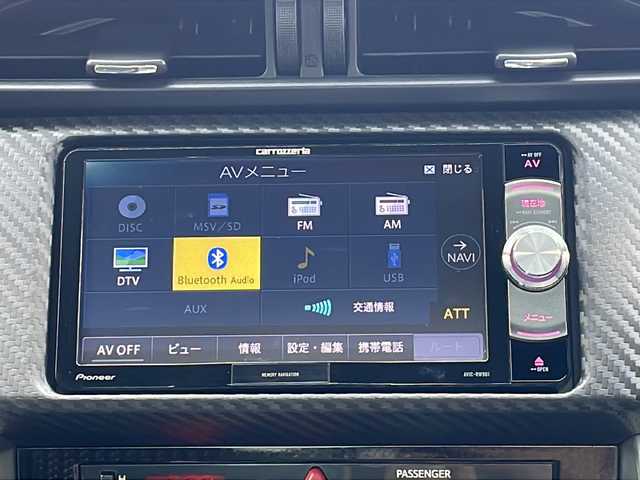 carrozzeria
AVメニュー
閉じる
DISC
MSV/SD
FM
AM
DTV
Bluetooth Audio
iPod
USB
NAVI
AUX
交通情報
ATT
AV OFF
ビュー
情報
設定・編集
携帯電話
ルート
AV OFF
AV
現在地
メニュー
OPEN
Pioneer
MEMORY NAVIGATION
AVIC-RW901
PASSENGER